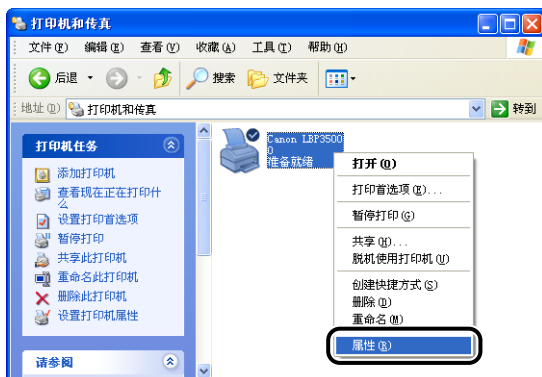 打印机和传真
文件(F) 编辑(E) 查看(V) 收藏(A) 工具(T) 帮助(H)
后退 搜索 文件夹
地址(D) 打印机和传真 转到
打印机任务
添加打印机
查看现在正在打印什
么
设置打印首选项
暂停打印
共享此打印机
重命名此打印机
删除此打印机
设置打印机属性
请参阅
Canon LBP3500
0
准备就绪
打开(O)
打印首选项(E)...
暂停打印(G)
共享(H)...
脱机使用打印机(U)
创建快捷方式(S)
删除(D)
重命名(M)
属性(R)